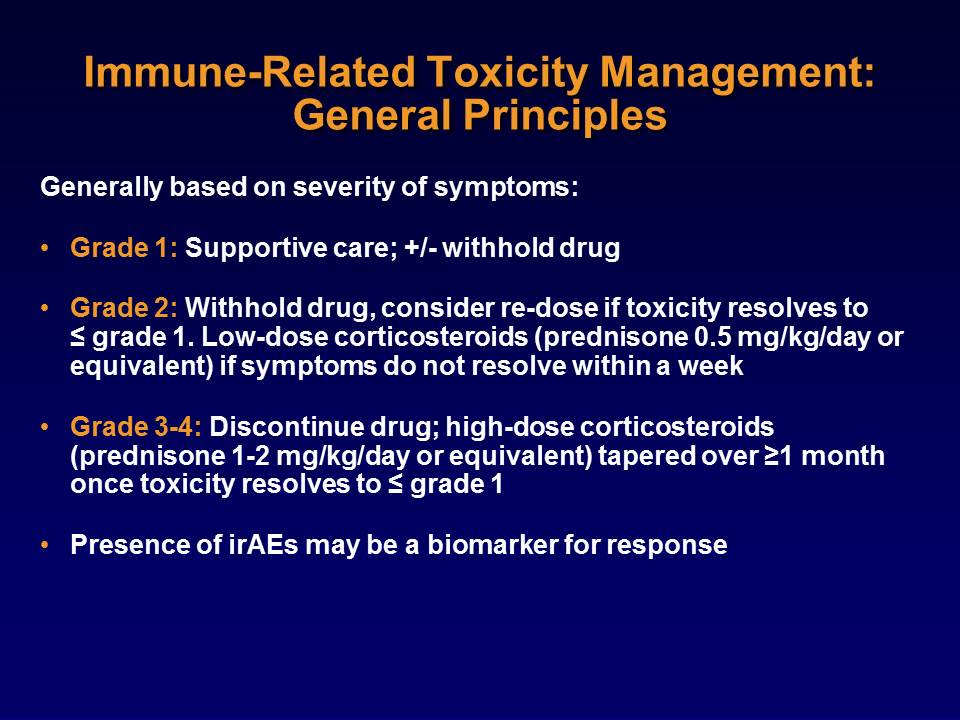 Immune-Related Toxicity Management:
General Principles
Generally based on severity of symptoms:
• Grade 1: Supportive care; +/- withhold drug
• Grade 2: Withhold drug, consider re-dose if toxicity resolves to
≤ grade 1. Low-dose corticosteroids (prednisone 0.5 mg/kg/day or
equivalent) if symptoms do not resolve within a week
• Grade 3-4: Discontinue drug; high-dose corticosteroids
(prednisone 1-2 mg/kg/day or equivalent) tapered over ≥1 month
once toxicity resolves to ≤ grade 1
• Presence of irAEs may be a biomarker for response